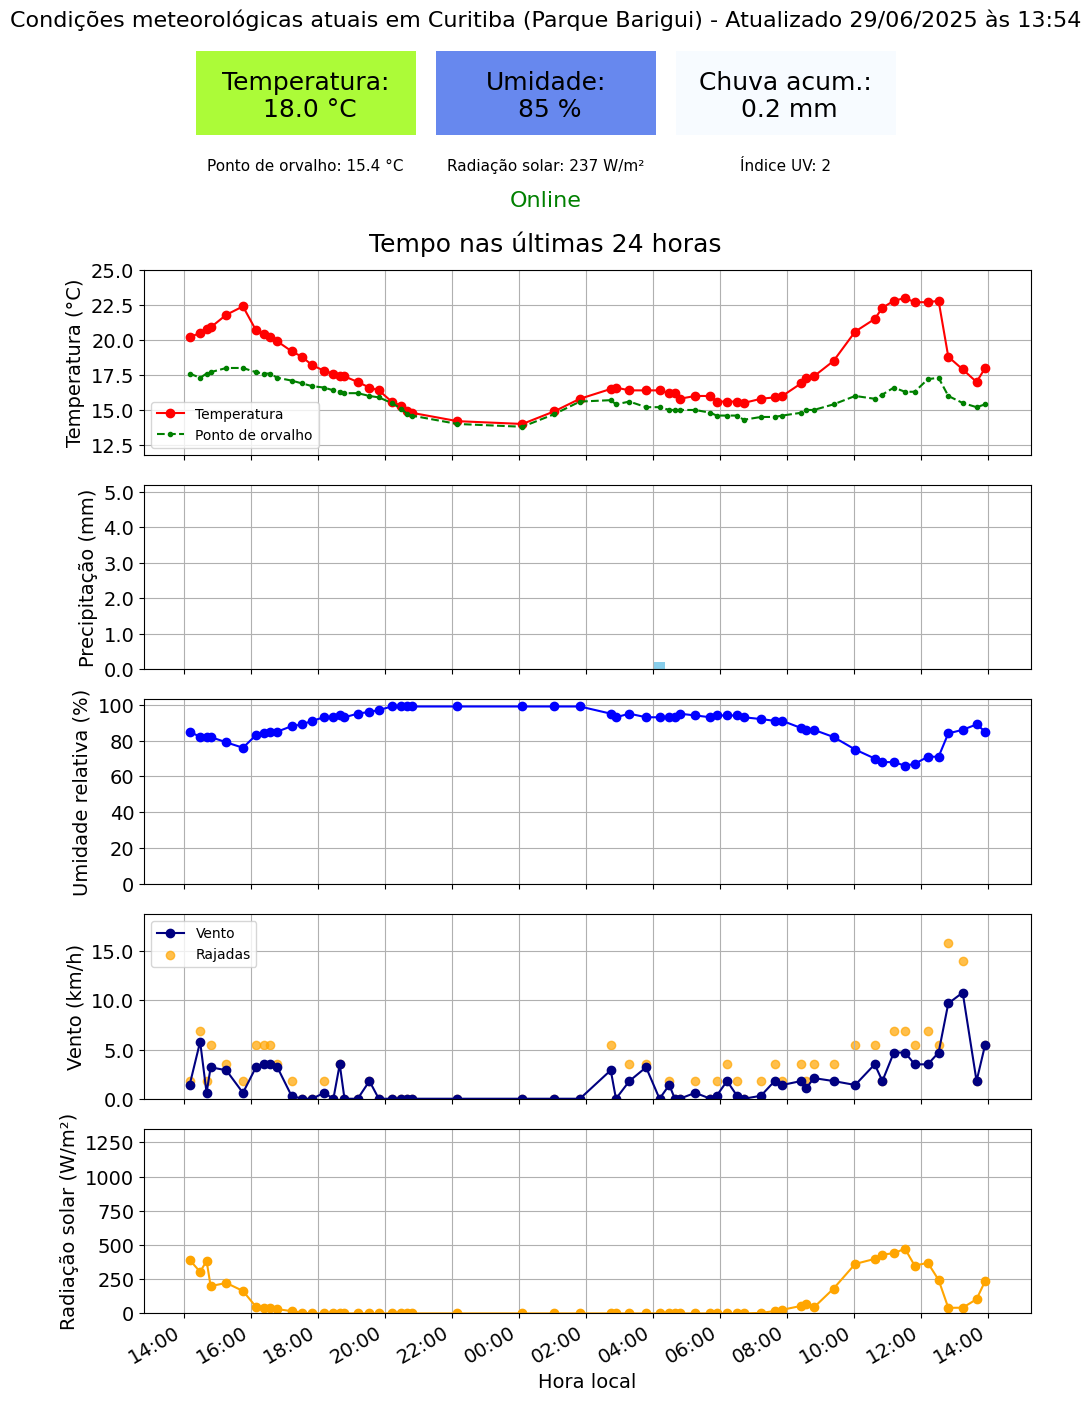 Condições meteorológicas atuais em Curitiba (Parque Barigui) - Atualizado 29/06/2025 às 13:54
Temperatura:
18.0 °C
Umidade:
85 %
Chuva acum.:
0.2 mm
Ponto de orvalho: 15.4 °C
Radiação solar: 237 W/m²
Índice UV: 2
Online
Tempo nas últimas 24 horas
Temperatura (°C)
25.0
22.5
20.0
17.5
15.0
12.5
Temperatura
Ponto de orvalho
Precipitação (mm)
5.0
4.0
3.0
2.0
1.0
0.0
Umidade relativa (%)
100
80
60
40
20
0
Vento (km/h)
15.0
10.0
5.0
0.0
Vento
Rajadas
Radiação solar (W/m²)
1250
1000
750
500
250
0
14:00
16:00
18:00
20:00
22:00
00:00
02:00
04:00
06:00
08:00
10:00
12:00
14:00
Hora local